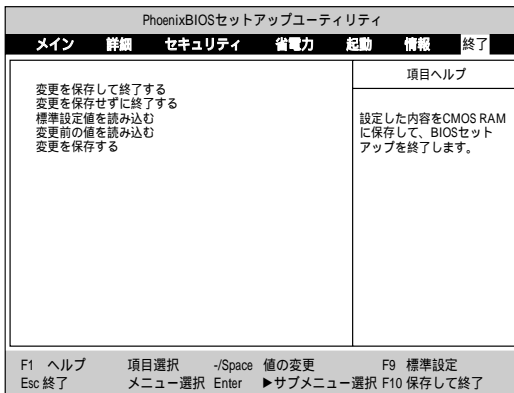 PhoenixBIOSセットアップユーティリティ
メイン 詳細 セキュリティ 省電力 起動 情報 終了
変更を保存して終了する
変更を保存せずに終了する
標準設定値を読み込む
変更前の値を読み込む
変更を保存する
項目ヘルプ
設定した内容をCMOS RAM
に保存して、BIOSセット
アップを終了します。
F1 ヘルプ 項目選択 -/Space 値の変更 F9 標準設定
Esc 終了 メニュー選択 Enter ▶サブメニュー選択 F10 保存して終了